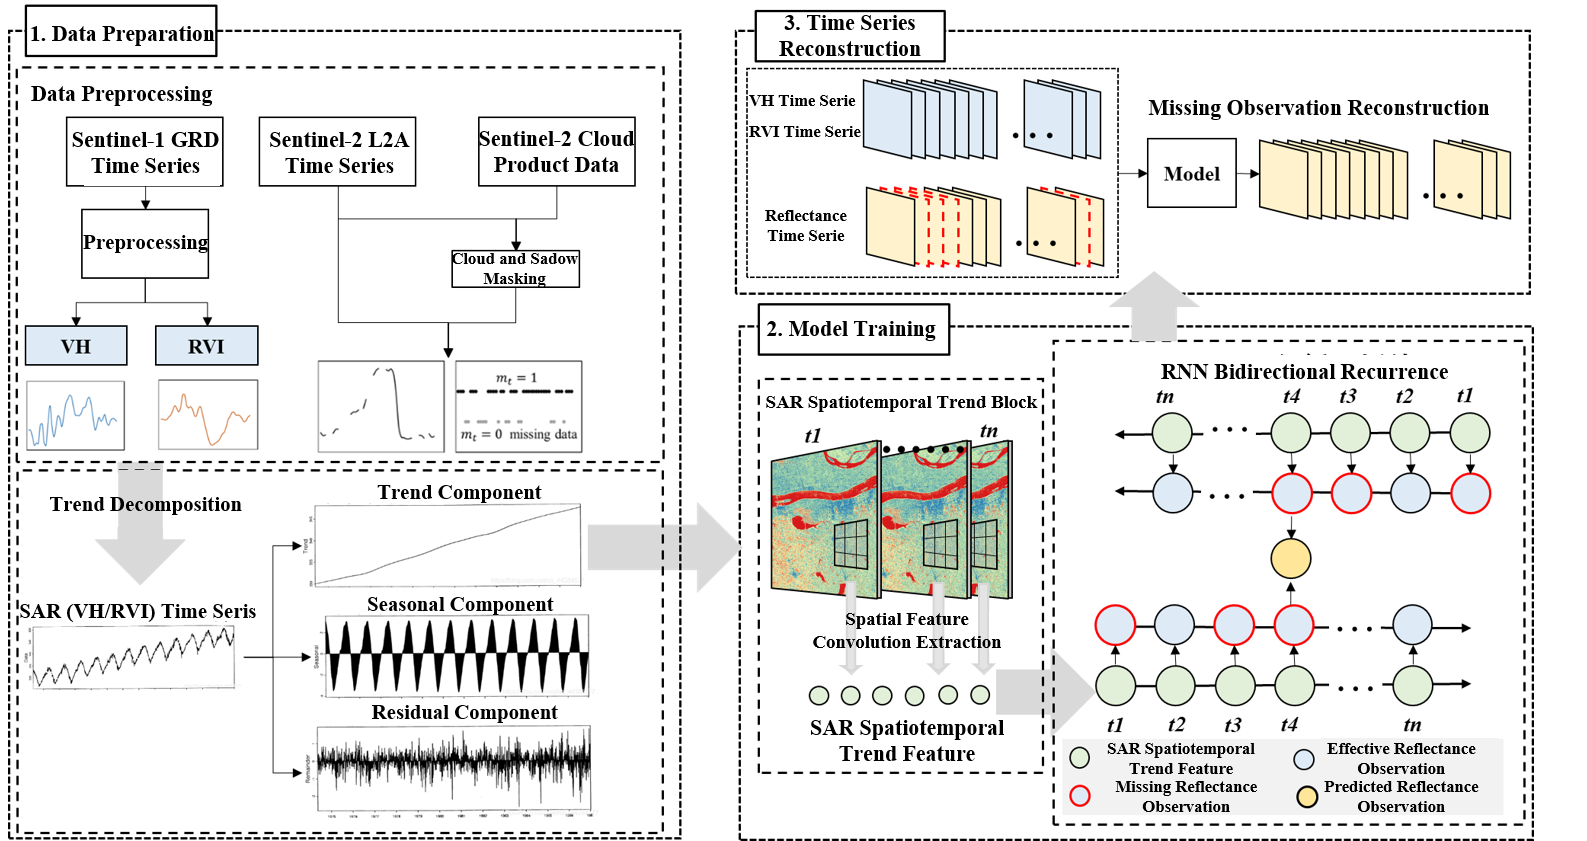 1. Data Preparation
Data Preprocessing
Sentinel-1 GRD
Time Series
Sentinel-2 L2A
Time Series
Sentinel-2 Cloud
Product Data
Preprocessing
Cloud and Sadow
Masking
VH
RVI
m_t = 1
m_t = 0 missing data
Trend Decomposition
SAR (VH/RVI) Time Seris
Trend Component
Trend
Seasonal Component
Seasonal
Residual Component
Remainder
3. Time Series
Reconstruction
VH Time Serie
RVI Time Serie
Reflectance
Time Serie
Model
Missing Observation Reconstruction
2. Model Training
SAR Spatiotemporal Trend Block
t1
tn
Spatial Feature
Convolution Extraction
SAR Spatiotemporal
Trend Feature
RNN Bidirectional Recurrence
tn t4 t3 t2 t1
t1 t2 t3 t4 tn
SAR Spatiotemporal
Trend Feature
Effective Reflectance
Observation
Missing Reflectance
Observation
Predicted Reflectance
Observation